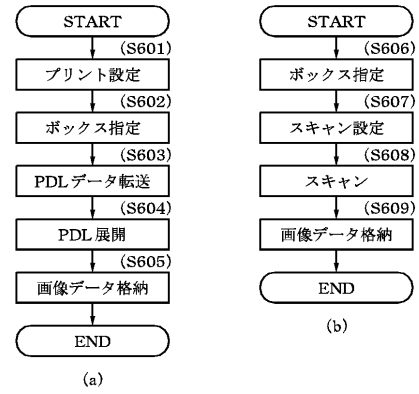 START
(S601)
プリント設定
(S602)
ボックス指定
(S603)
PDLデータ転送
(S604)
PDL展開
(S605)
画像データ格納
END
(a)
START
(S606)
ボックス指定
(S607)
スキャン設定
(S608)
スキャン
(S609)
画像データ格納
END
(b)